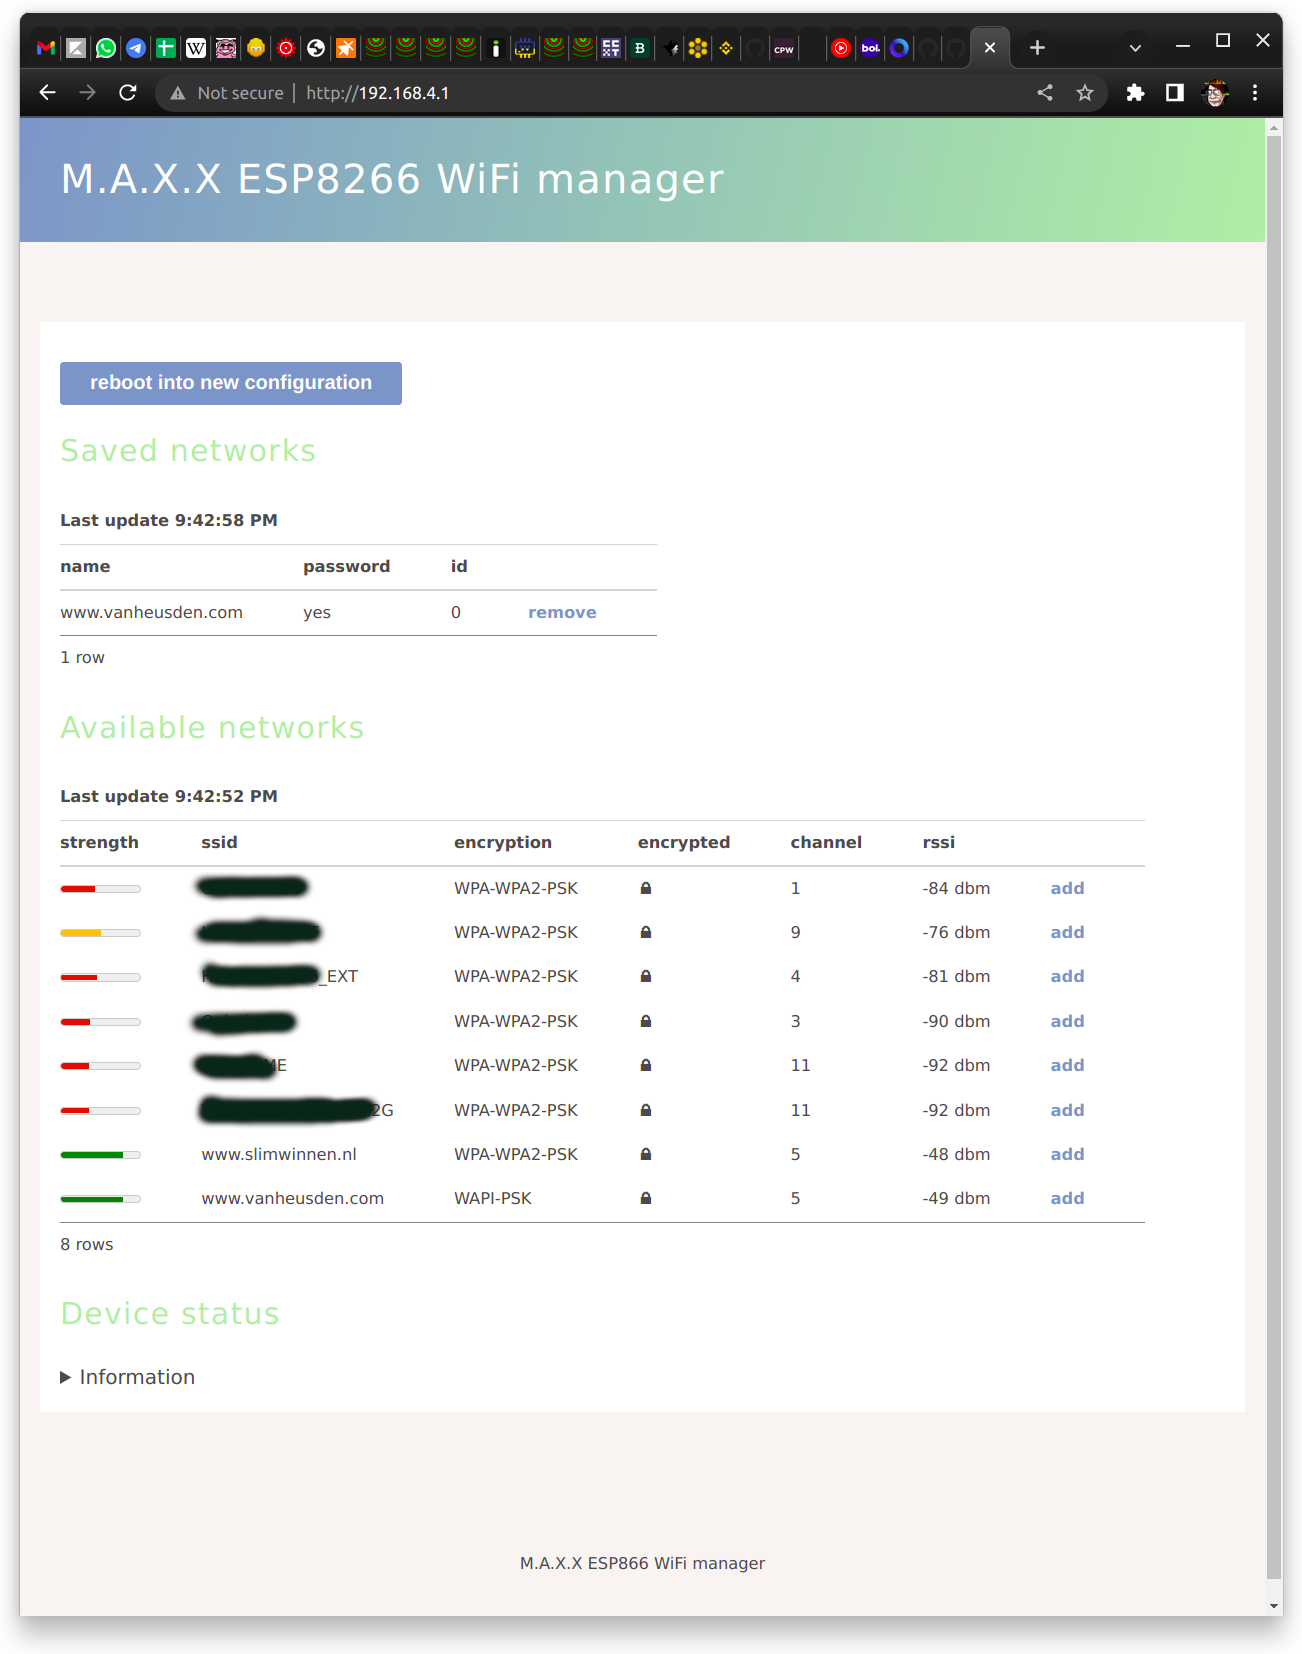 Not secure | http://192.168.4.1
M.A.X.X ESP8266 WiFi manager
reboot into new configuration
Saved networks
Last update 9:42:58 PM
name password id
www.vanheusden.com yes 0 remove
1 row
Available networks
Last update 9:42:52 PM
strength ssid encryption encrypted channel rssi
WPA-WPA2-PSK 1 -84 dbm add
WPA-WPA2-PSK 9 -76 dbm add
_EXT WPA-WPA2-PSK 4 -81 dbm add
WPA-WPA2-PSK 3 -90 dbm add
ME WPA-WPA2-PSK 11 -92 dbm add
2G WPA-WPA2-PSK 11 -92 dbm add
www.slimwinnen.nl WPA-WPA2-PSK 5 -48 dbm add
www.vanheusden.com WAPI-PSK 5 -49 dbm add
8 rows
Device status
Information
M.A.X.X ESP866 WiFi manager